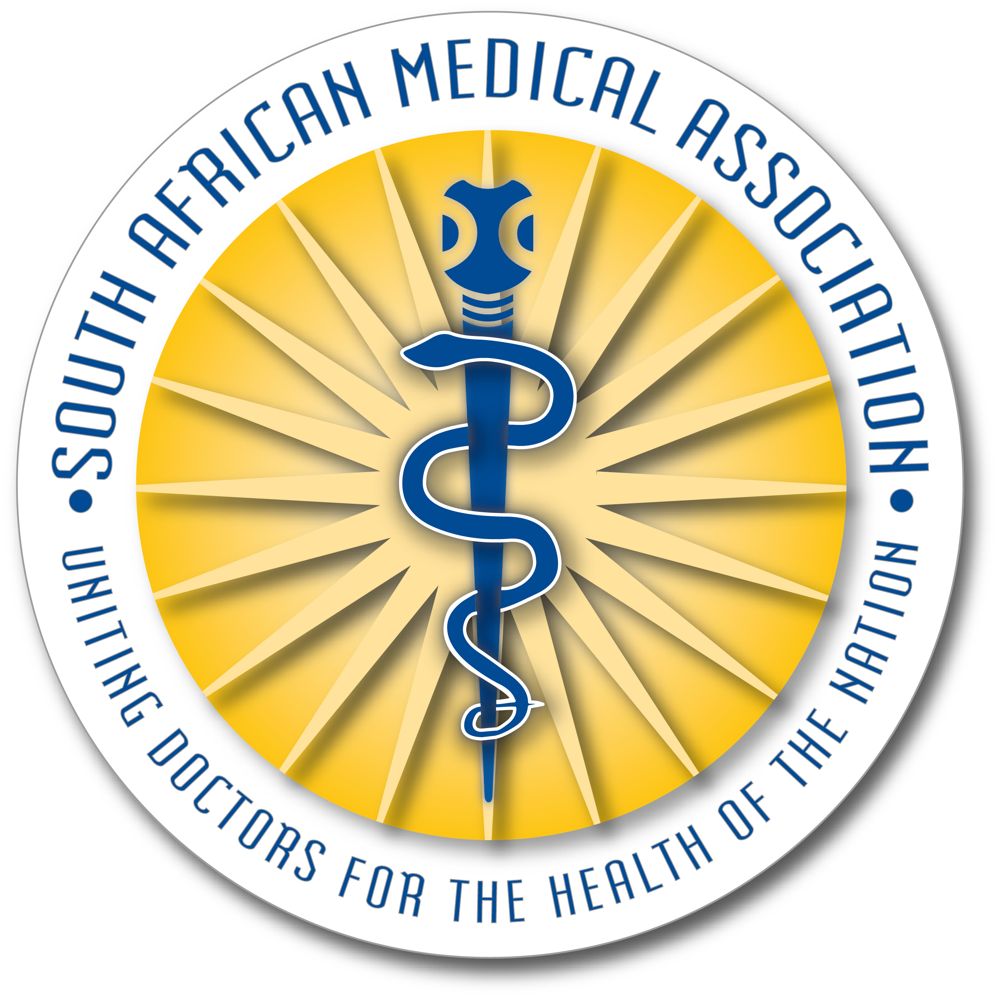 SOUTH AFRICAN MEDICAL ASSOCIATION
UNITING DOCTORS FOR THE HEALTH OF THE NATION